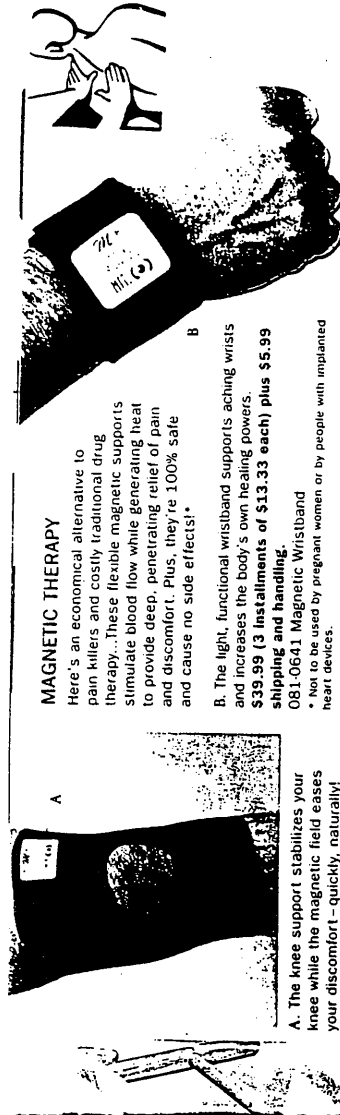 MAGNETIC THERAPY
Here's an economical alternative to
pain killers and costly traditional drug
therapy...These flexible magnetic supports
stimulate blood flow while generating heat
to provide deep, penetrating relief of pain
and discomfort. Plus, they're 100% safe
and cause no side effects!*
A
A. The knee support stabilizes your
knee while the magnetic field eases
your discomfort – quickly, naturally!
B
B. The light, functional wristband supports aching wrists
and increases the body's own healing powers.
$39.99 (3 installments of $13.33 each) plus $5.99
shipping and handling.
081-0641 Magnetic Wristband
* Not to be used by pregnant women or by people with implanted
heart devices.